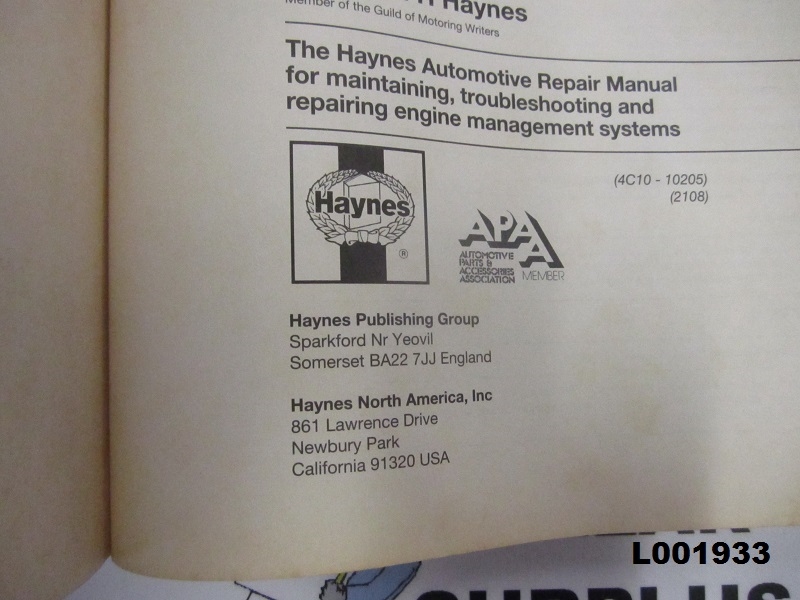 Haynes
Member of the Guild of Motoring Writers
The Haynes Automotive Repair Manual
for maintaining, troubleshooting and
repairing engine management systems
(4C10 - 10205)
(2108)
Haynes
®
APAA
AUTOMOTIVE
PARTS &
ACCESSORIES
ASSOCIATION
MEMBER
Haynes Publishing Group
Sparkford Nr Yeovil
Somerset BA22 7JJ England
Haynes North America, Inc
861 Lawrence Drive
Newbury Park
California 91320 USA
L001933
SURPLUS